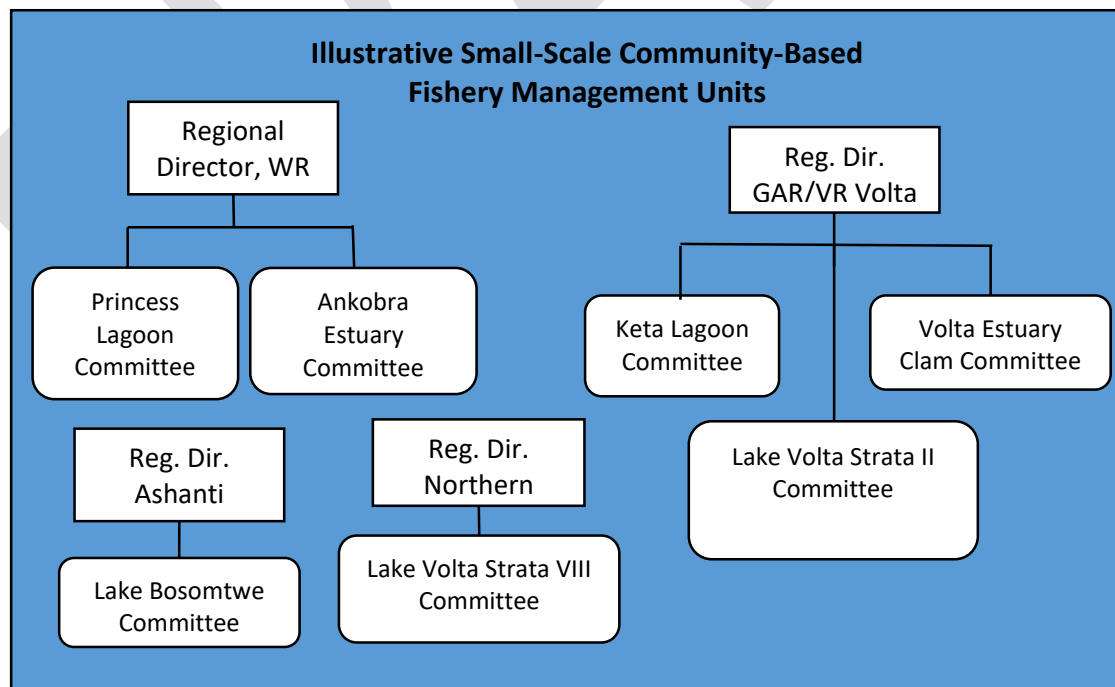 Illustrative Small-Scale Community-Based
Fishery Management Units
Regional
Director, WR
Reg. Dir.
GAR/VR Volta
Princess
Lagoon
Committee
Ankobra
Estuary
Committee
Keta Lagoon
Committee
Volta Estuary
Clam Committee
Reg. Dir.
Ashanti
Reg. Dir.
Northern
Lake Volta Strata II
Committee
Lake Bosomtwe
Committee
Lake Volta Strata VIII
Committee